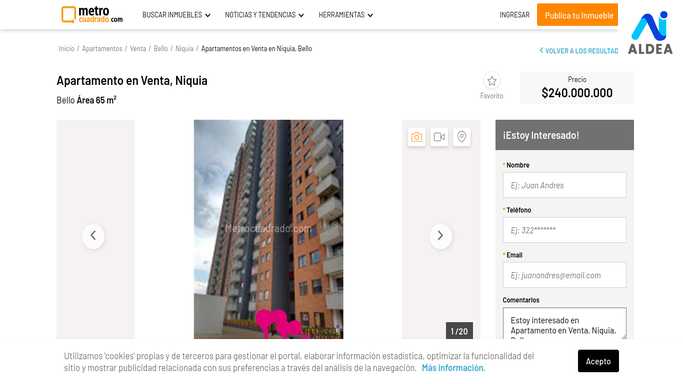 metro
cuadrado.com
BUSCAR INMUEBLES
NOTICIAS Y TENDENCIAS
HERRAMIENTAS
INGRESAR
Publica tu Inmueble
ALDEA
Inicio / Apartamentos / Venta / Bello / Niquia / Apartamentos en Venta en Niquia, Bello
VOLVER A LOS RESULTAD
Apartamento en Venta, Niquia
Bello Área 65 m²
Favorito
Precio
$240.000.000
Metrocuadrado.com
1 / 20
¡Estoy Interesado!
* Nombre
Ej: Juan Andres
* Teléfono
Ej: 322*******
* Email
Ej: juanandres@email.com
Comentarios
Estoy interesado en
Apartamento en Venta, Niquia,
Utilizamos 'cookies' propias y de terceros para gestionar el portal, elaborar información estadística, optimizar la funcionalidad del
sitio y mostrar publicidad relacionada con sus preferencias a través del análisis de la navegación. Más información.
Acepto